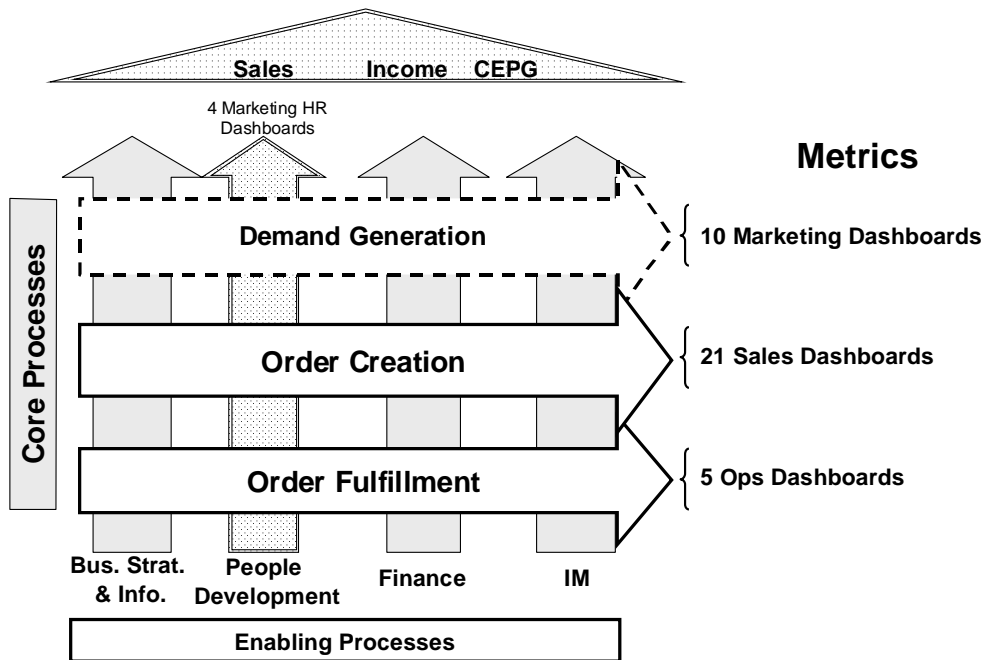 Sales Income CEPG
4 Marketing HR
Dashboards
Metrics
Core Processes
Demand Generation
10 Marketing Dashboards
Order Creation
21 Sales Dashboards
Order Fulfillment
5 Ops Dashboards
Bus. Strat.
& Info.
People
Development
Finance
IM
Enabling Processes